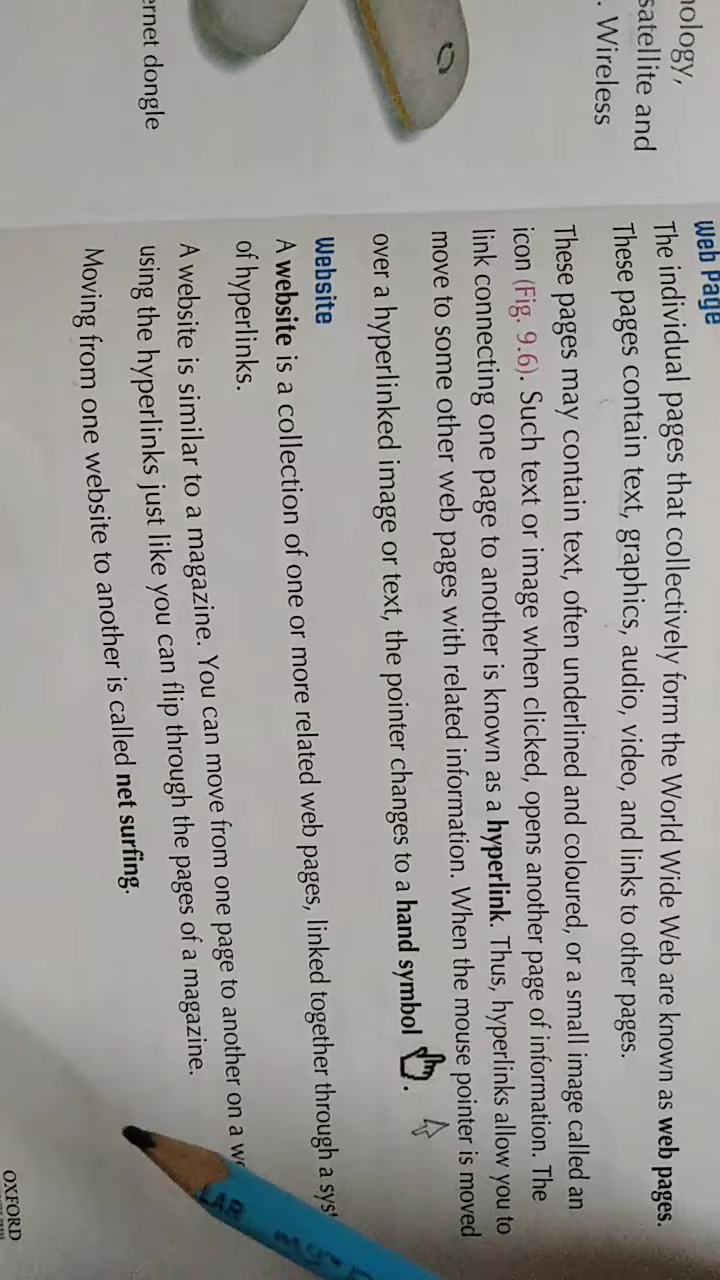 nology,
satellite and
. Wireless
ernet dongle
Web Page
The individual pages that collectively form the World Wide Web are known as web pages.
These pages contain text, graphics, audio, video, and links to other pages.
These pages may contain text, often underlined and coloured, or a small image called an
icon (Fig. 9.6). Such text or image when clicked, opens another page of information. The
link connecting one page to another is known as a hyperlink. Thus, hyperlinks allow you to
move to some other web pages with related information. When the mouse pointer is moved
over a hyperlinked image or text, the pointer changes to a hand symbol .
Website
A website is a collection of one or more related web pages, linked together through a sys
of hyperlinks.
A website is similar to a magazine. You can move from one page to another on a w
using the hyperlinks just like you can flip through the pages of a magazine.
Moving from one website to another is called net surfing.
OXFORD